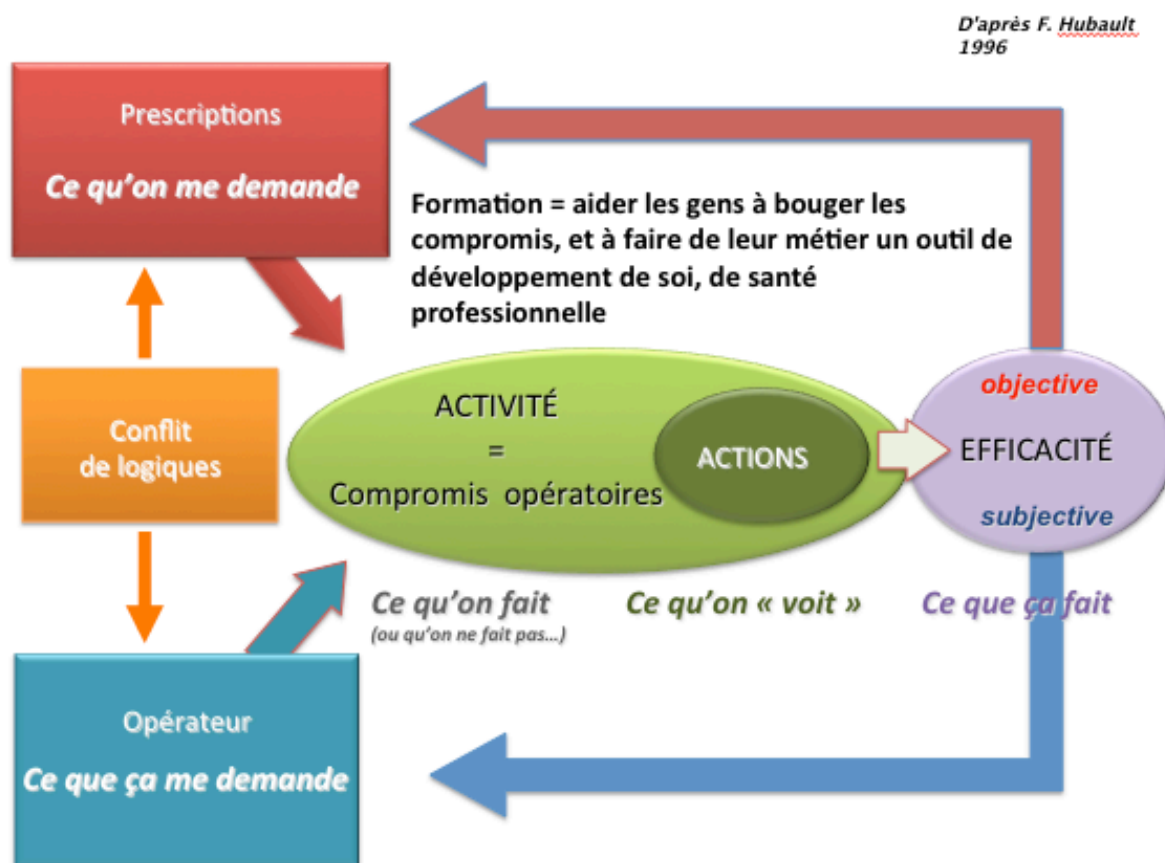 D'après F. Hubault
1996
Prescriptions
Ce qu'on me demande
Formation = aider les gens à bouger les
compromis, et à faire de leur métier un outil de
développement de soi, de santé
professionnelle
Conflit
de logiques
ACTIVITÉ
=
Compromis opératoires
ACTIONS
objective
EFFICACITÉ
subjective
Ce qu'on fait
(ou qu'on ne fait pas...)
Ce qu'on « voit »
Ce que ça fait
Opérateur
Ce que ça me demande